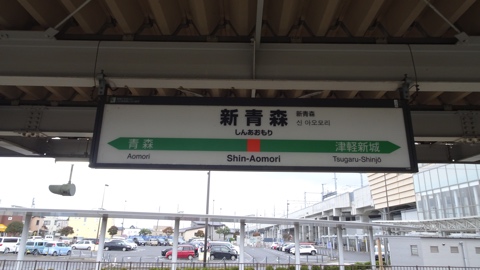 新青森
新青森
신아오모리
しんあおもり
青森
津軽新城
Aomori
Shin-Aomori
Tsugaru-Shinjō